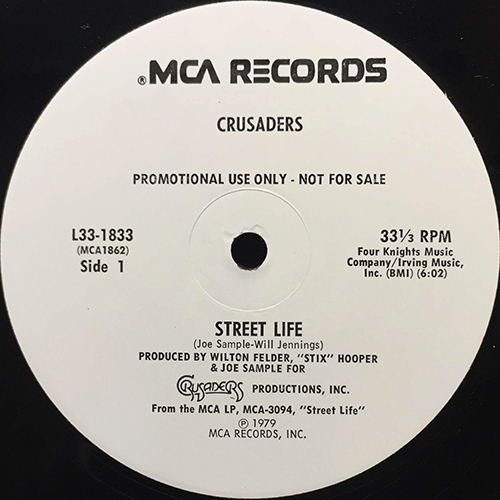 ® MCA RECORDS
CRUSADERS
PROMOTIONAL USE ONLY - NOT FOR SALE
L33-1833
(MCA1862)
Side 1
33⅓ RPM
Four Knights Music
Company/Irving Music,
Inc. (BMI) (6:02)
STREET LIFE
(Joe Sample-Will Jennings)
PRODUCED BY WILTON FELDER, "STIX" HOOPER
& JOE SAMPLE FOR
CRUSADERS PRODUCTIONS, INC.
From the MCA LP, MCA-3094, "Street Life"
℗ 1979
MCA RECORDS, INC.